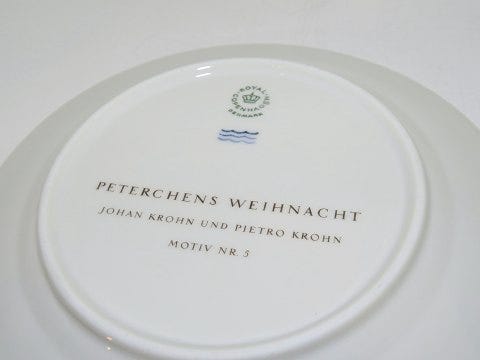 ROYAL
COPENHAGEN
DENMARK
PETERCHENS WEIHNACHT
JOHAN KROHN UND PIETRO KROHN
MOTIV NR. 5